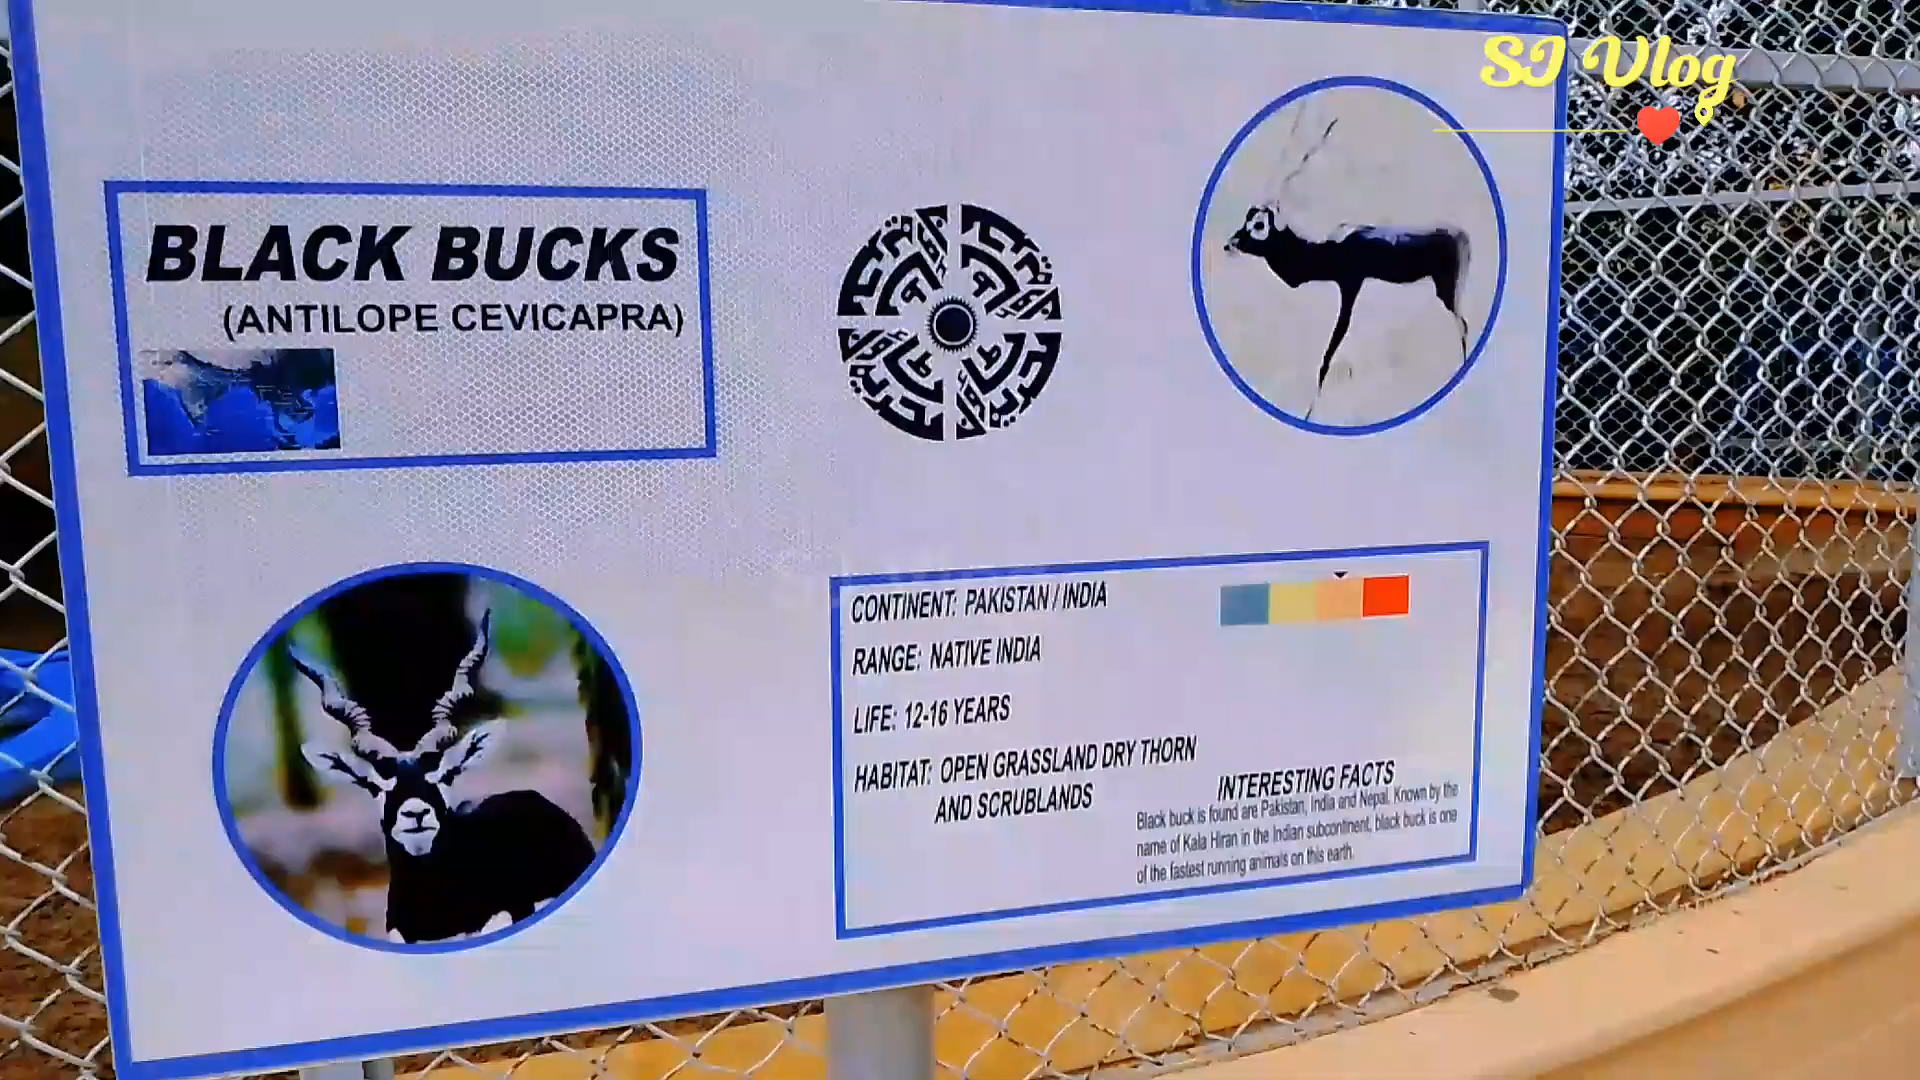 SJ Vlog
BLACK BUCKS
(ANTILOPE CEVICAPRA)
بحریہ ٹاؤن
CONTINENT: PAKISTAN / INDIA
RANGE: NATIVE INDIA
LIFE: 12-16 YEARS
HABITAT: OPEN GRASSLAND DRY THORN
AND SCRUBLANDS
INTERESTING FACTS
Black buck is found are Pakistan, India and Nepal. Known by the
name of Kala Hiran in the Indian subcontinent, black buck is one
of the fastest running animals on this earth.